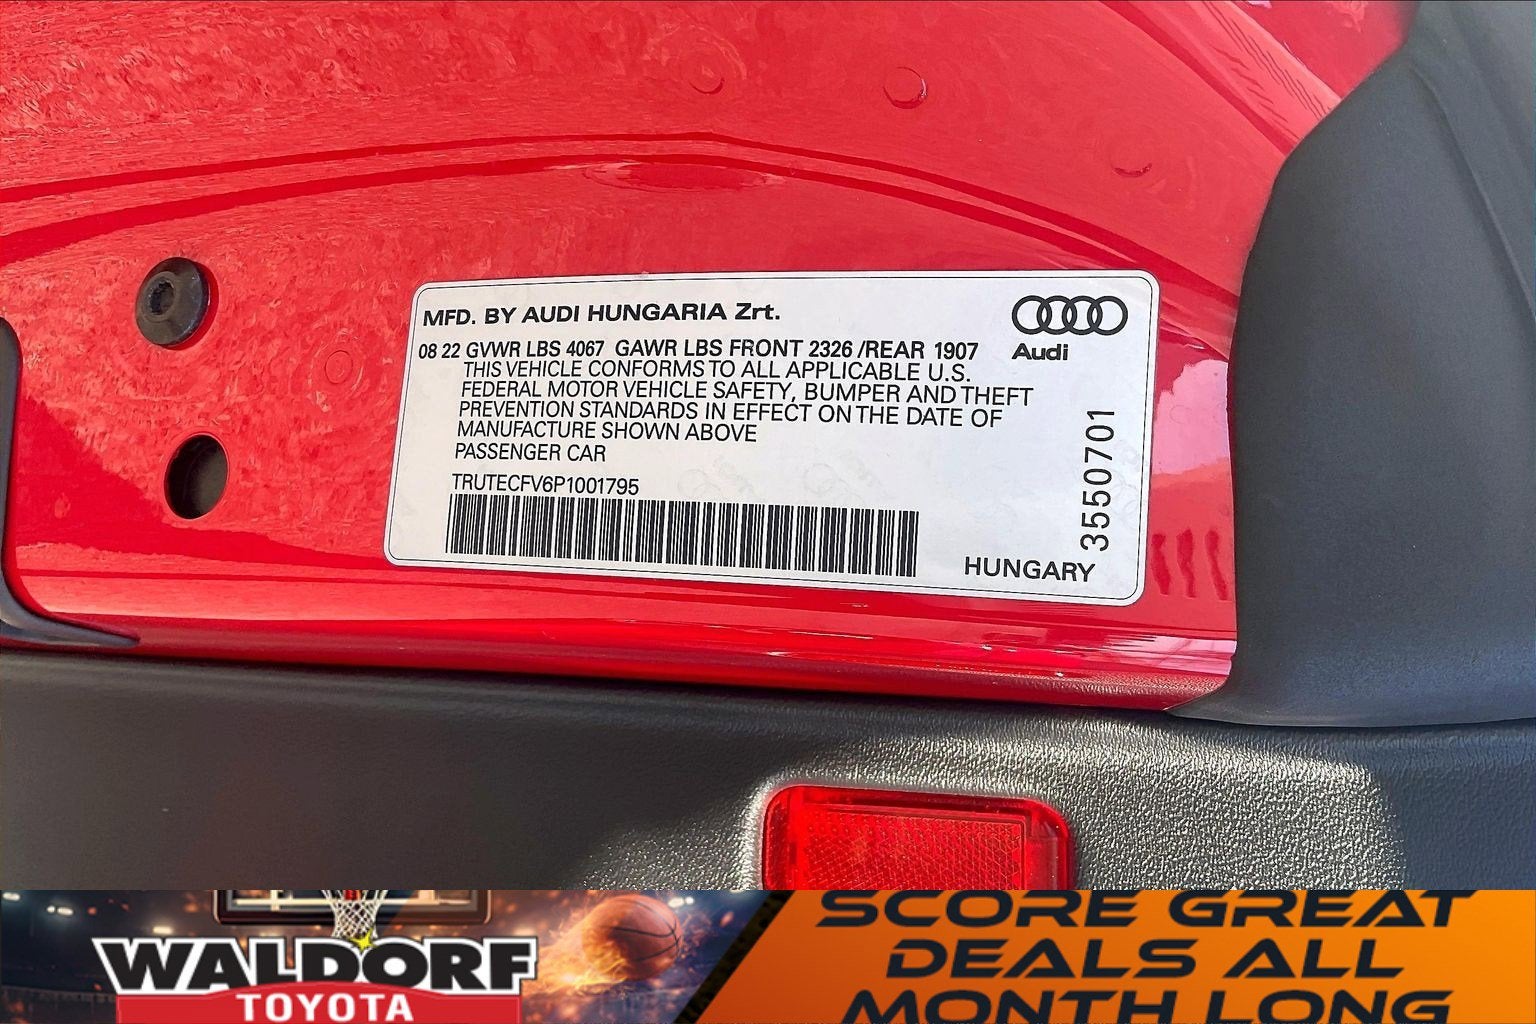 MFD. BY AUDI HUNGARIA Zrt.
Audi
08 22 GVWR LBS 4067 GAWR LBS FRONT 2326 /REAR 1907
THIS VEHICLE CONFORMS TO ALL APPLICABLE U.S.
FEDERAL MOTOR VEHICLE SAFETY, BUMPER AND THEFT
PREVENTION STANDARDS IN EFFECT ON THE DATE OF
MANUFACTURE SHOWN ABOVE
PASSENGER CAR
TRUTECFV6P1001795
3550701
HUNGARY
WALDORF
TOYOTA
SCORE GREAT
DEALS ALL
MONTH LONG